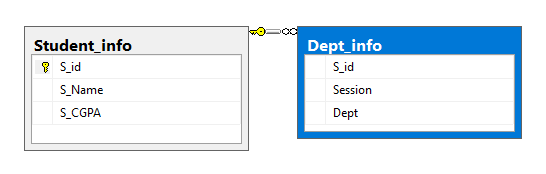 Student_info
S_id
S_Name
S_CGPA
Dept_info
S_id
Session
Dept